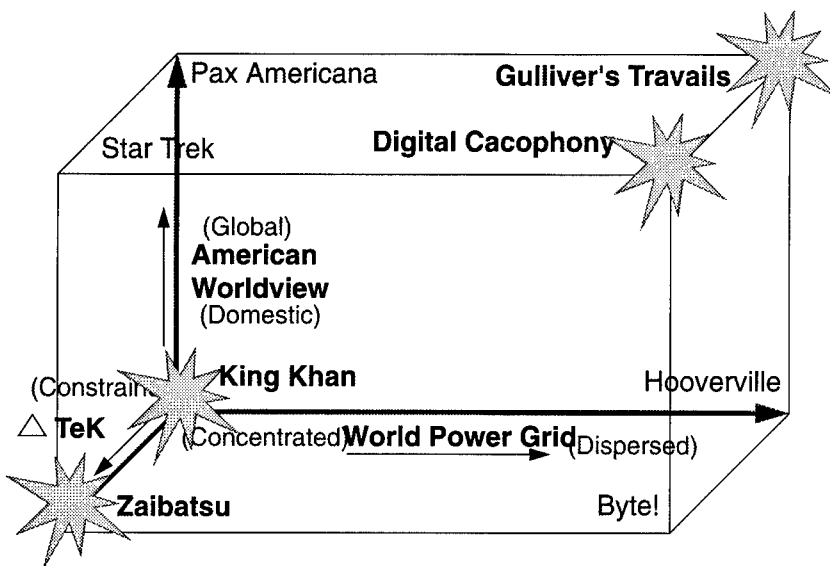 Pax Americana
Gulliver's Travails
Star Trek
Digital Cacophony
(Global)
American
Worldview
(Domestic)
King Khan
Hooverville
△ TeK
(Concentrated)
World Power Grid
(Dispersed)
Zaibatsu
Byte!